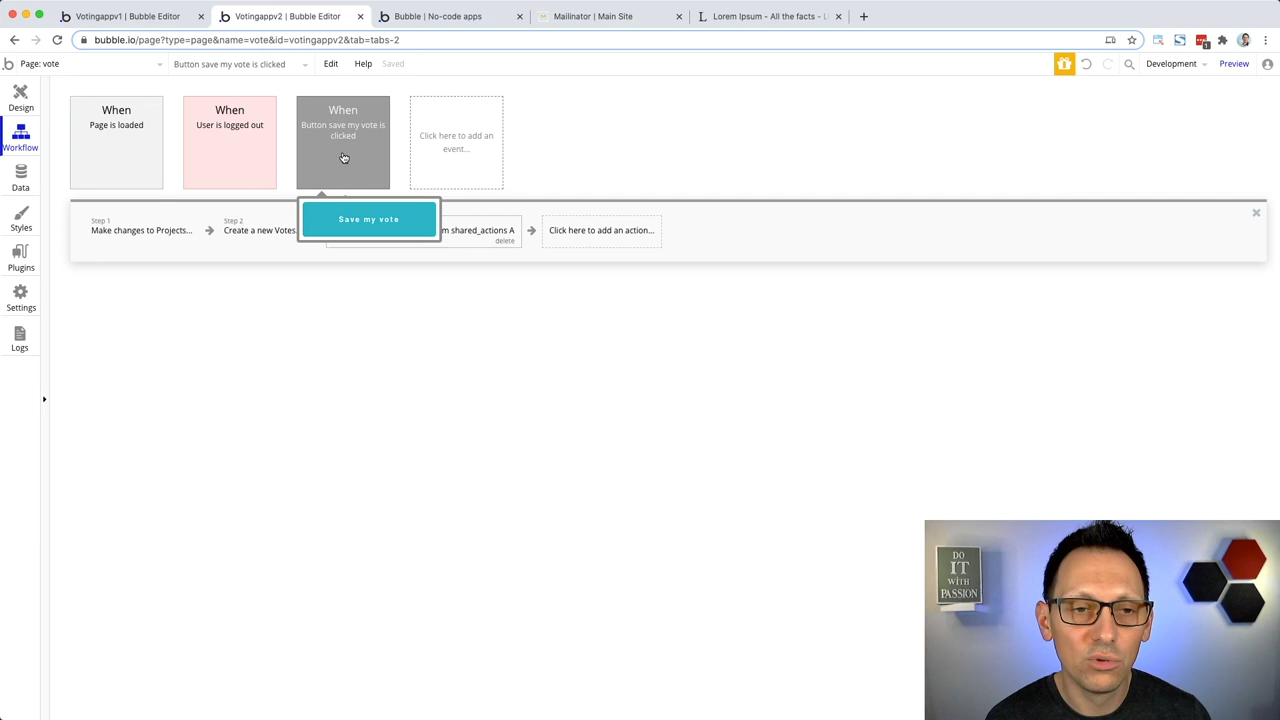 Votingappv1 | Bubble Editor
Votingappv2 | Bubble Editor
Bubble | No-code apps
Mailinator | Main Site
Lorem Ipsum - All the facts - Li
bubble.io/page?type=page&name=vote&id=votingappv2&tab=tabs-2
Page: vote
Button save my vote is clicked
Edit
Help
Saved
Development
Preview
Design
Workflow
Data
Styles
Plugins
Settings
Logs
When
Page is loaded
When
User is logged out
When
Button save my vote is
clicked
Click here to add an
event...
Step 1
Make changes to Projects...
Step 2
Create a new Votes.
Save my vote
m shared_actions A
delete
Click here to add an action...
DO
IT
WITH
PASSION